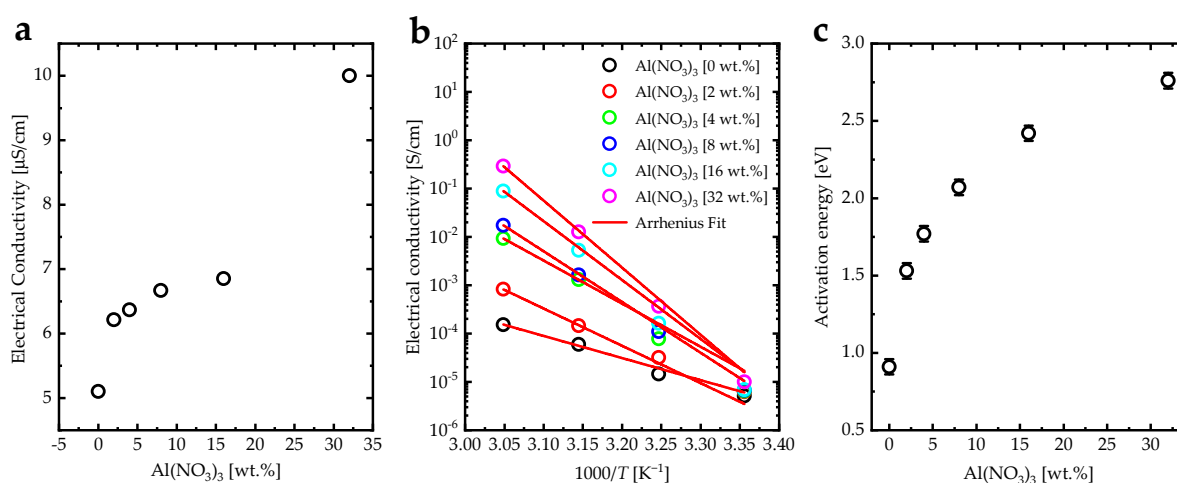 a
Electrical Conductivity [µS/cm]
10
9
8
7
6
5
-5 0 5 10 15 20 25 30 35
Al(NO3)3 [wt.%]
b
Electrical conductivity [S/cm]
10^2
10^1
10^0
10^-1
10^-2
10^-3
10^-4
10^-5
10^-6
Al(NO3)3 [0 wt.%]
Al(NO3)3 [2 wt.%]
Al(NO3)3 [4 wt.%]
Al(NO3)3 [8 wt.%]
Al(NO3)3 [16 wt.%]
Al(NO3)3 [32 wt.%]
Arrhenius Fit
3.00 3.05 3.10 3.15 3.20 3.25 3.30 3.35 3.40
1000/T [K^-1]
c
Activation energy [eV]
3.0
2.5
2.0
1.5
1.0
0.5
0 5 10 15 20 25 30
Al(NO3)3 [wt.%]